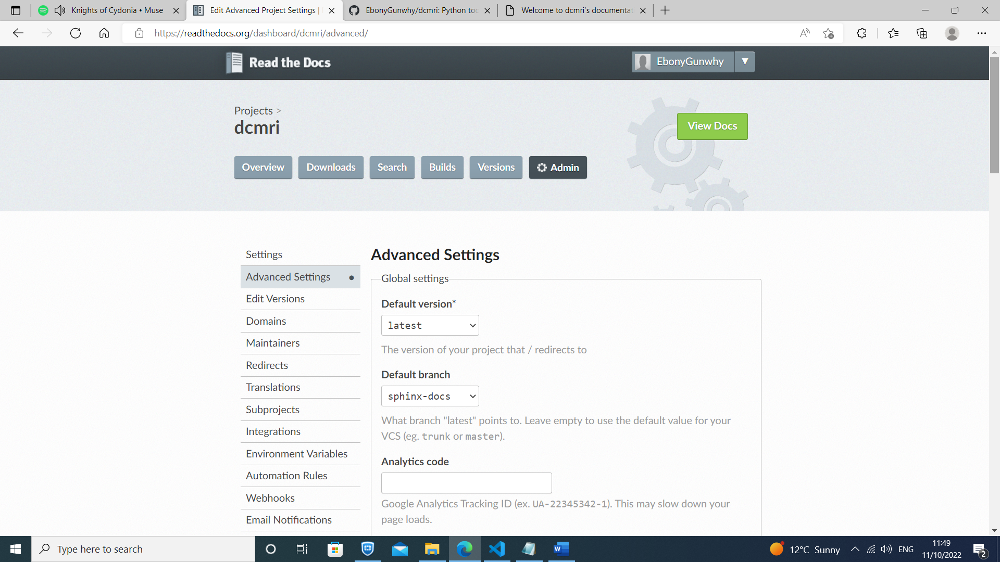 Knights of Cydonia • Muse
Edit Advanced Project Settings |
EbonyGunwhy/dcmri: Python too
Welcome to dcmri's documentat
https://readthedocs.org/dashboard/dcmri/advanced/
Read the Docs
EbonyGunwhy
Projects >
dcmri
View Docs
Overview
Downloads
Search
Builds
Versions
Admin
Settings
Advanced Settings
Edit Versions
Domains
Maintainers
Redirects
Translations
Subprojects
Integrations
Environment Variables
Automation Rules
Webhooks
Email Notifications
Advanced Settings
Global settings
Default version*
latest
The version of your project that / redirects to
Default branch
sphinx-docs
What branch "latest" points to. Leave empty to use the default value for your
VCS (eg. trunk or master).
Analytics code
Google Analytics Tracking ID (ex. UA-22345342-1). This may slow down your
page loads.
Type here to search
12°C Sunny
ENG
11:49
11/10/2022
2